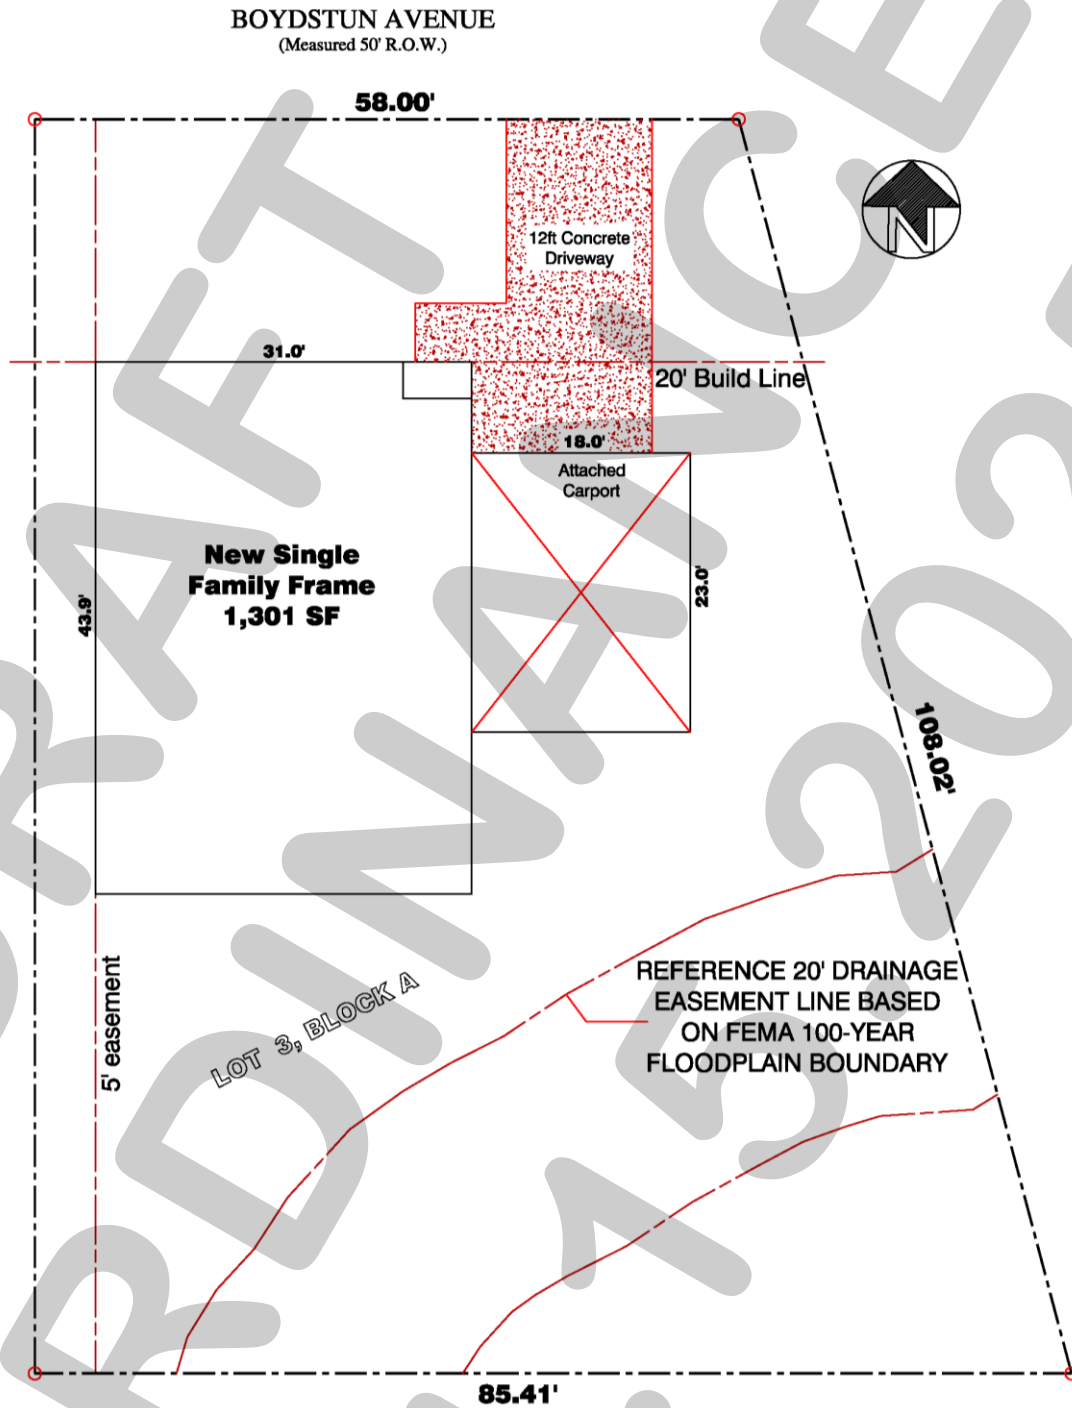 BOYDSTUN AVENUE
(Measured 50' R.O.W.)
58.00'
12ft Concrete
Driveway
N
31.0'
20' Build Line
18.0'
Attached
Carport
New Single
Family Frame
1,301 SF
43.9'
23.0'
108.02'
REFERENCE 20' DRAINAGE
EASEMENT LINE BASED
ON FEMA 100-YEAR
FLOODPLAIN BOUNDARY
LOT 3, BLOCK A
5' easement
85.41'
DRAFT
ORDINANCE